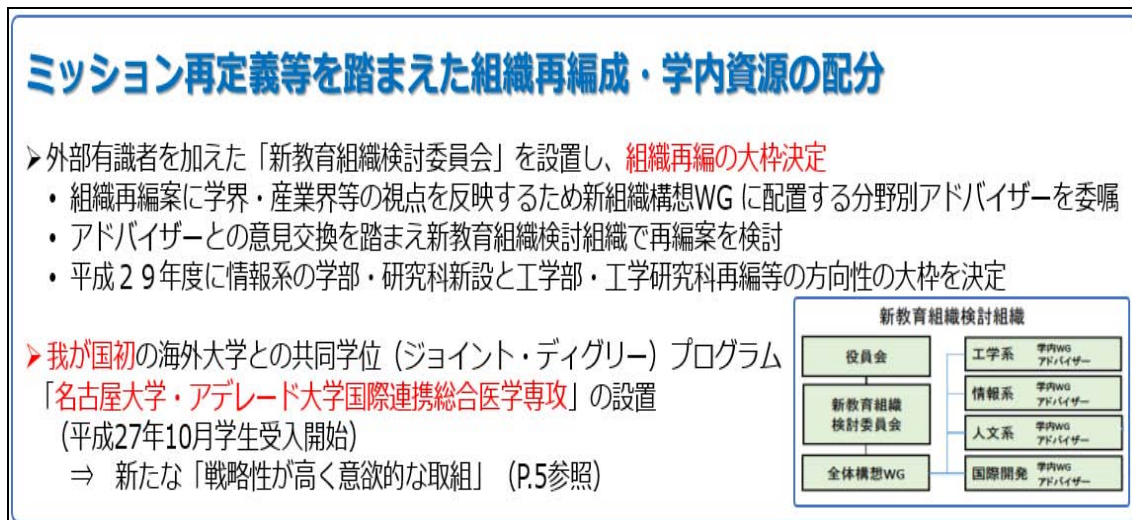 ミッション再定義等を踏まえた組織再編成・学内資源の配分
➢外部有識者を加えた「新教育組織検討委員会」を設置し、組織再編の大枠決定
• 組織再編案に学界・産業界等の視点を反映するため新組織構想WG に配置する分野別アドバイザーを委嘱
• アドバイザーとの意見交換を踏まえ新教育組織検討組織で再編案を検討
• 平成２９年度に情報系の学部・研究科新設と工学部・工学研究科再編等の方向性の大枠を決定
➢我が国初の海外大学との共同学位（ジョイント・ディグリー）プログラム
「名古屋大学・アデレード大学国際連携総合医学専攻」の設置
（平成27年10月学生受入開始）
⇒ 新たな「戦略性が高く意欲的な取組」（P.5参照）
新教育組織検討組織
役員会
新教育組織
検討委員会
全体構想WG
工学系 学内WG
アドバイザー
情報系 学内WG
アドバイザー
人文系 学内WG
アドバイザー
国際開発 学内WG
アドバイザー